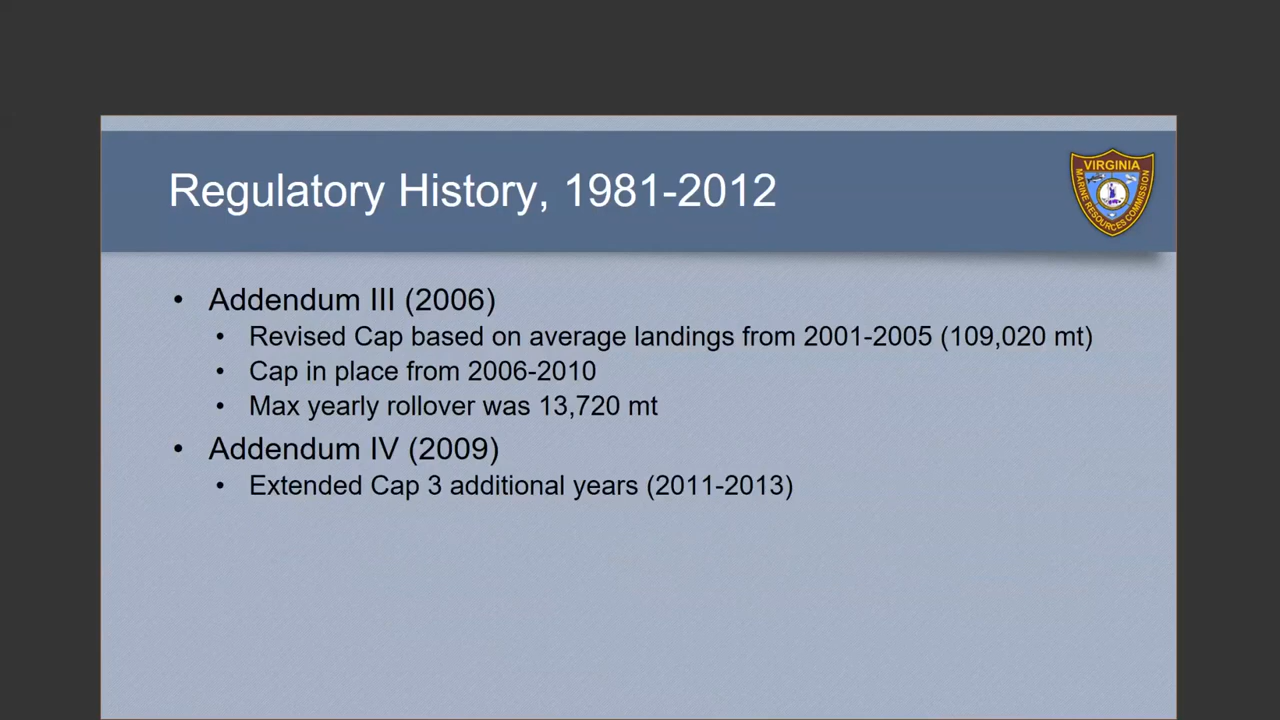 Regulatory History, 1981-2012
VIRGINIA
MARINE RESOURCES COMMISSION
• Addendum III (2006)
• Revised Cap based on average landings from 2001-2005 (109,020 mt)
• Cap in place from 2006-2010
• Max yearly rollover was 13,720 mt
• Addendum IV (2009)
• Extended Cap 3 additional years (2011-2013)